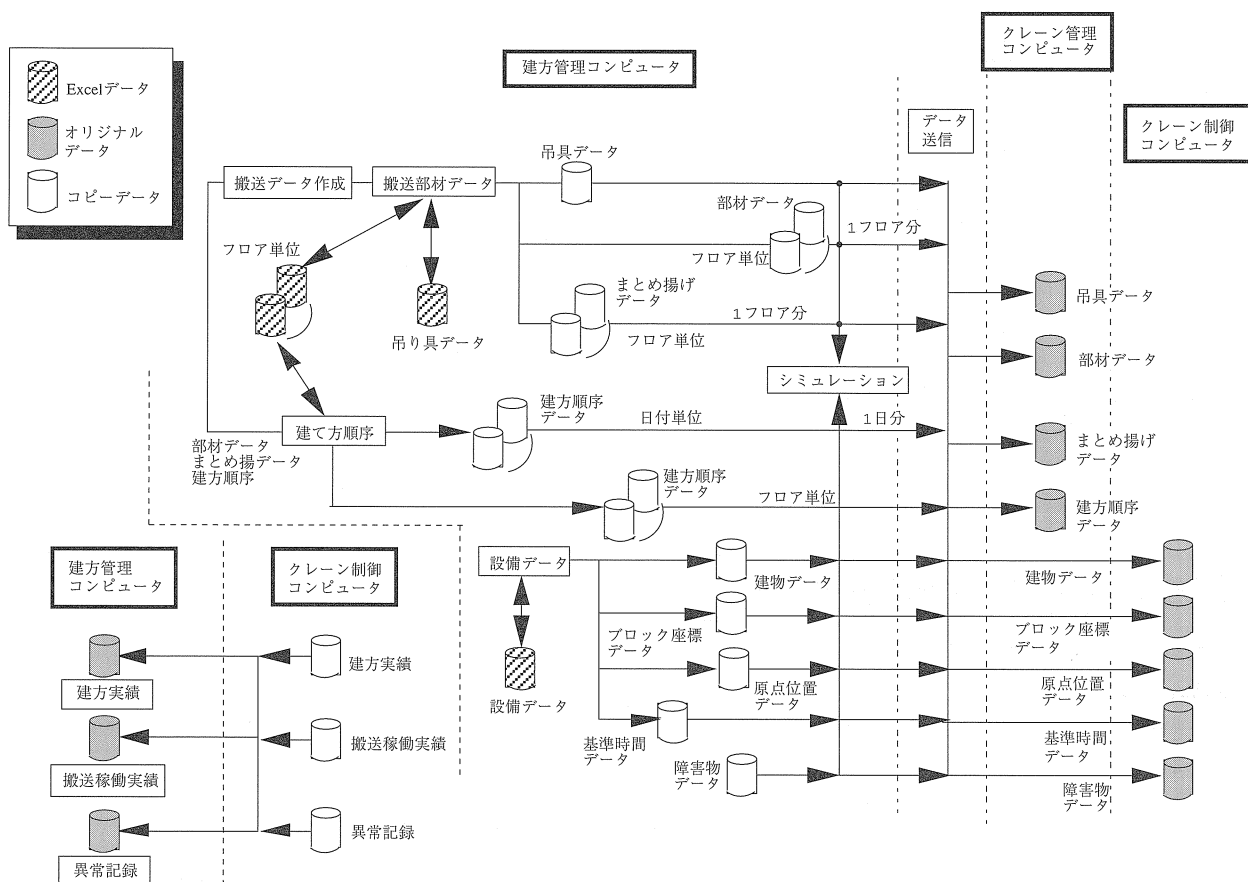 クレーン管理
コンピュータ
建方管理コンピュータ
Excelデータ
オリジナル
データ
コピーデータ
データ
送信
クレーン制御
コンピュータ
吊具データ
搬送データ作成
搬送部材データ
部材データ
1フロア分
フロア単位
フロア単位
まとめ揚げ
データ
1フロア分
フロア単位
吊り具データ
吊具データ
部材データ
シミュレーション
建方順序
データ
日付単位
1日分
建て方順序
部材データ
まとめ揚データ
建方順序
まとめ揚げ
データ
建方順序
データ
フロア単位
建方順序
データ
建方管理
コンピュータ
クレーン制御
コンピュータ
設備データ
建物データ
建物データ
ブロック座標
データ
ブロック座標
データ
建方実績
建方実績
原点位置
データ
原点位置
データ
設備データ
搬送稼働実績
搬送稼働実績
基準時間
データ
基準時間
データ
障害物
データ
障害物
データ
異常記録
異常記録